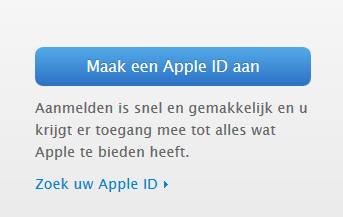 Maak een Apple ID aan
Aanmelden is snel en gemakkelijk en u
krijgt er toegang mee tot alles wat
Apple te bieden heeft.
Zoek uw Apple ID